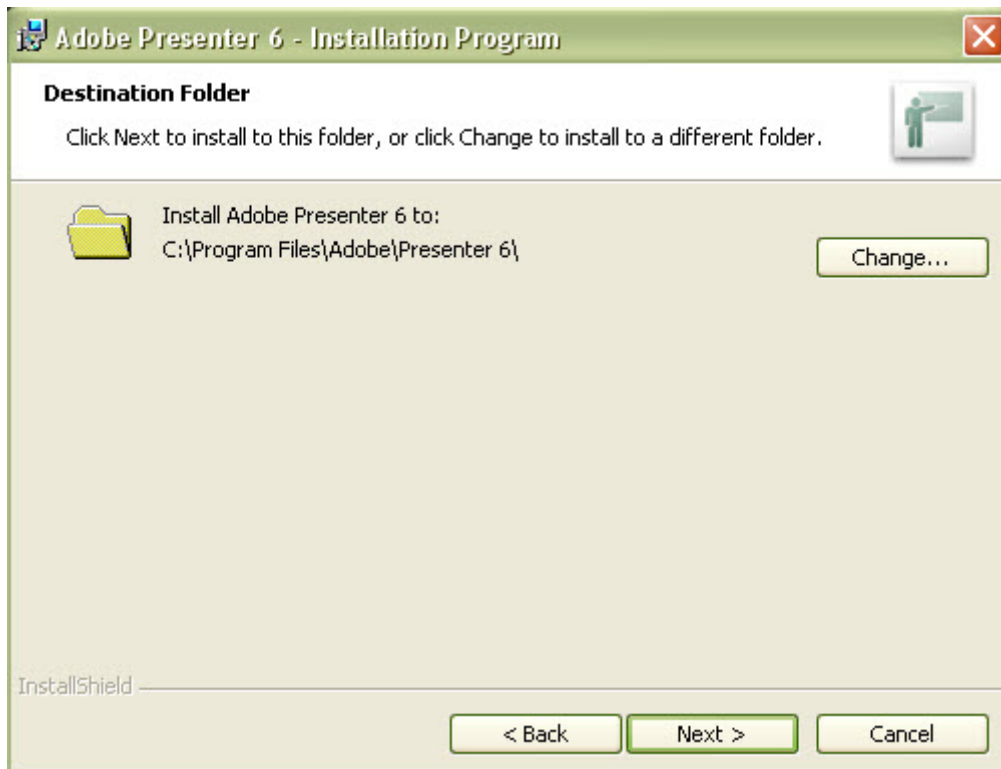 Adobe Presenter 6 - Installation Program
Destination Folder
Click Next to install to this folder, or click Change to install to a different folder.
Install Adobe Presenter 6 to:
C:\Program Files\Adobe\Presenter 6\
Change...
InstallShield
< Back
Next >
Cancel